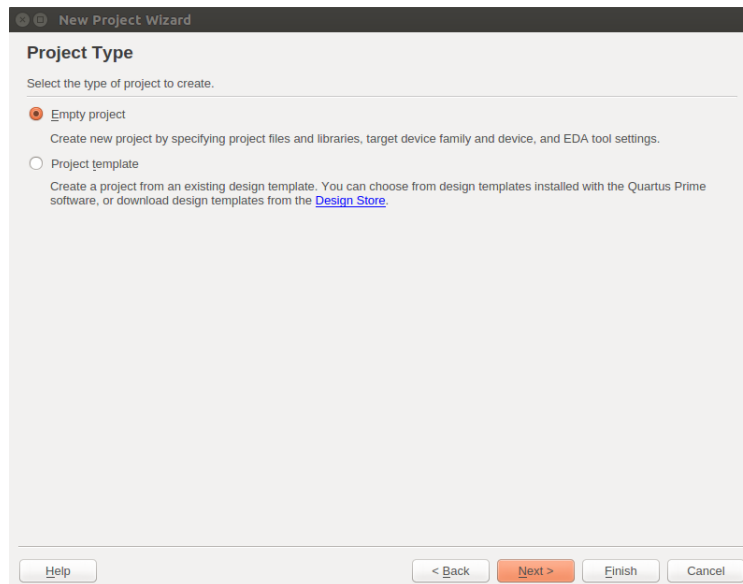 New Project Wizard
Project Type
Select the type of project to create.
Empty project
Create new project by specifying project files and libraries, target device family and device, and EDA tool settings.
Project template
Create a project from an existing design template. You can choose from design templates installed with the Quartus Prime
software, or download design templates from the Design Store.
Help
< Back
Next >
Finish
Cancel